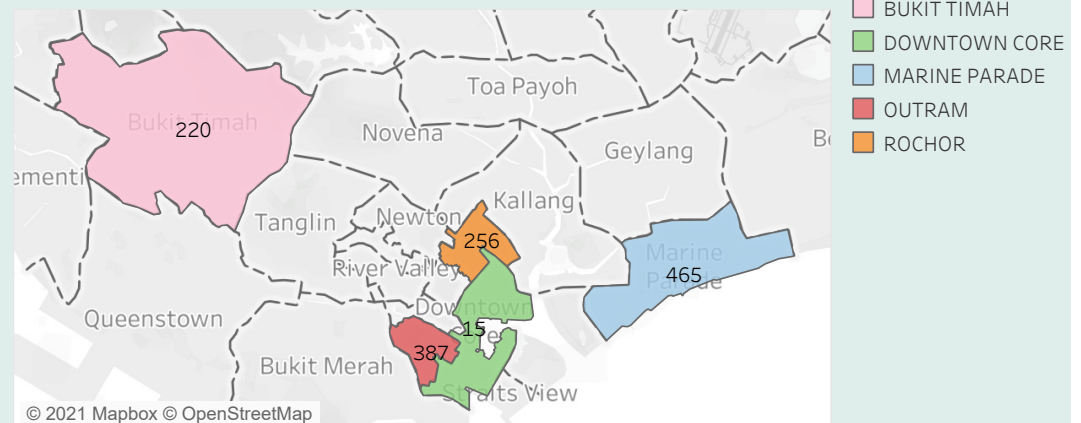 BUKIT TIMAH
DOWNTOWN CORE
MARINE PARADE
OUTRAM
ROCHOR
Toa Payoh
Bukit Timah
220
Novena
Geylang
ementi
Kallang
Tanglin
Newton
256
Marine
Parade
465
River Valley
Downtown
Core
15
Queenstown
387
Bukit Merah
Straits View
© 2021 Mapbox © OpenStreetMap